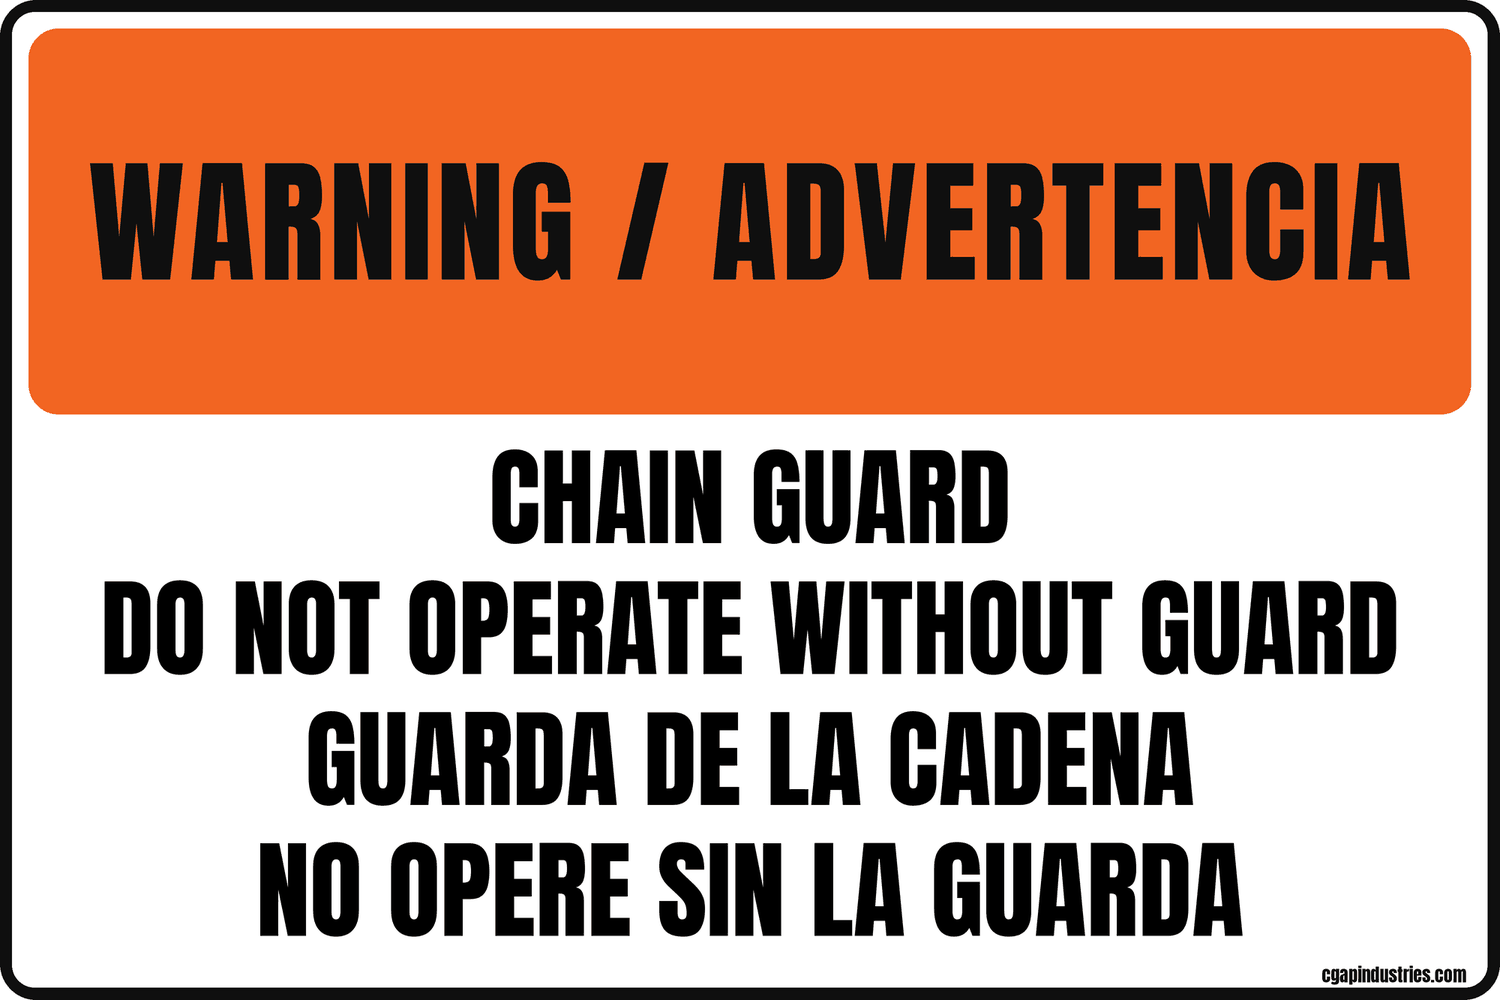 WARNING / ADVERTENCIA
CHAIN GUARD
DO NOT OPERATE WITHOUT GUARD
GUARDA DE LA CADENA
NO OPERE SIN LA GUARDA
cgapindustries.com